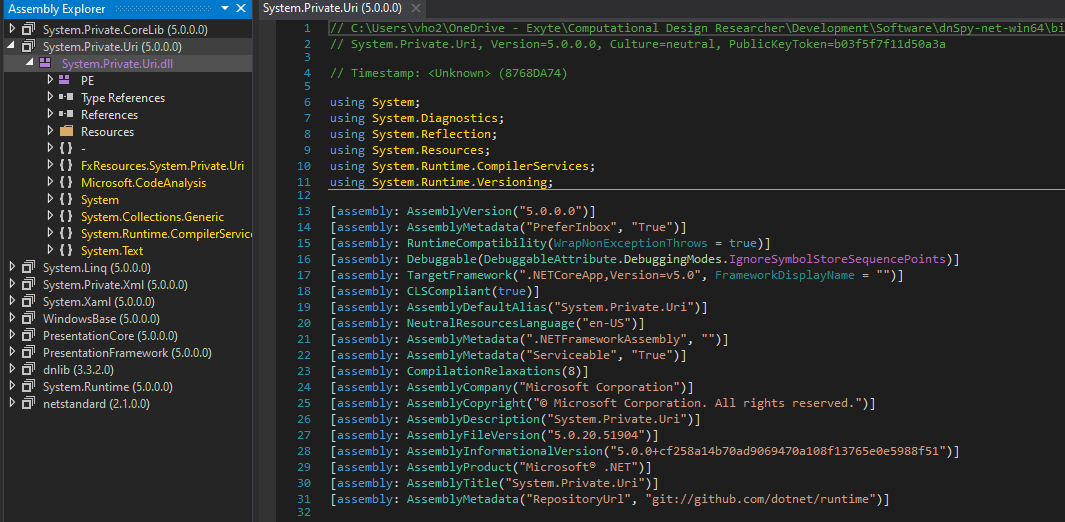 Assembly Explorer
System.Private.CoreLib (5.0.0.0)
System.Private.Uri (5.0.0.0)
System.Private.Uri.dll
PE
Type References
References
Resources
{ } -
{ } FxResources.System.Private.Uri
{ } Microsoft.CodeAnalysis
{ } System
{ } System.Collections.Generic
{ } System.Runtime.CompilerService
{ } System.Text
System.Linq (5.0.0.0)
System.Private.Xml (5.0.0.0)
System.Xaml (5.0.0.0)
WindowsBase (5.0.0.0)
PresentationCore (5.0.0.0)
PresentationFramework (5.0.0.0)
dnlib (3.3.2.0)
System.Runtime (5.0.0.0)
netstandard (2.1.0.0)
System.Private.Uri (5.0.0.0)
1 // C:\Users\vho2\OneDrive - Exyte\Computational Design Researcher\Development\Software\dnSpy-net-win64\bi
2 // System.Private.Uri, Version=5.0.0.0, Culture=neutral, PublicKeyToken=b03f5f7f11d50a3a
3
4 // Timestamp: <Unknown> (8768DA74)
5
6 using System;
7 using System.Diagnostics;
8 using System.Reflection;
9 using System.Resources;
10 using System.Runtime.CompilerServices;
11 using System.Runtime.Versioning;
12
13 [assembly: AssemblyVersion("5.0.0.0")]
14 [assembly: AssemblyMetadata("PreferInbox", "True")]
15 [assembly: RuntimeCompatibility(WrapNonExceptionThrows = true)]
16 [assembly: Debuggable(DebuggableAttribute.DebuggingModes.IgnoreSymbolStoreSequencePoints)]
17 [assembly: TargetFramework(".NETCoreApp,Version=v5.0", FrameworkDisplayName = "")]
18 [assembly: CLSCompliant(true)]
19 [assembly: AssemblyDefaultAlias("System.Private.Uri")]
20 [assembly: NeutralResourcesLanguage("en-US")]
21 [assembly: AssemblyMetadata(".NETFrameworkAssembly", "")]
22 [assembly: AssemblyMetadata("Serviceable", "True")]
23 [assembly: CompilationRelaxations(8)]
24 [assembly: AssemblyCompany("Microsoft Corporation")]
25 [assembly: AssemblyCopyright("© Microsoft Corporation. All rights reserved.")]
26 [assembly: AssemblyDescription("System.Private.Uri")]
27 [assembly: AssemblyFileVersion("5.0.20.51904")]
28 [assembly: AssemblyInformationalVersion("5.0.0+cf258a14b70ad9069470a108f13765e0e5988f51")]
29 [assembly: AssemblyProduct("Microsoft® .NET")]
30 [assembly: AssemblyTitle("System.Private.Uri")]
31 [assembly: AssemblyMetadata("RepositoryUrl", "git://github.com/dotnet/runtime")]
32